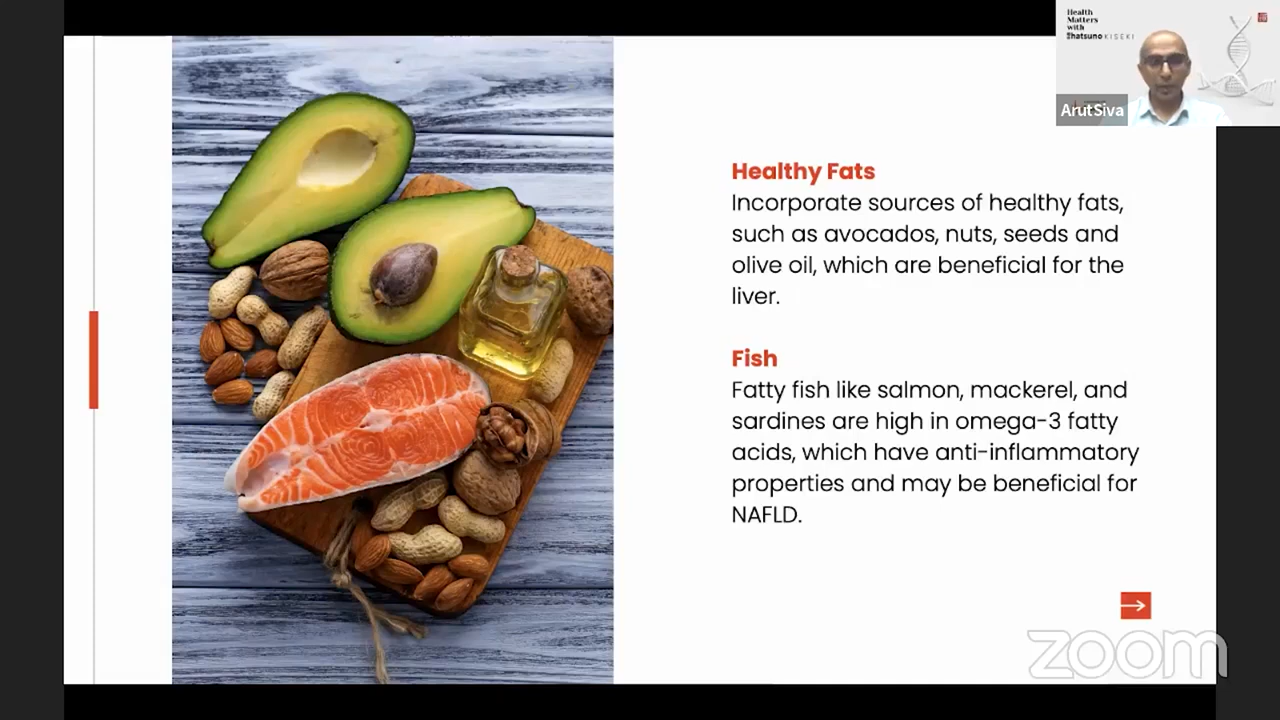 Health
Matters
with
hatsuno KISEKI
ArutSiva
Healthy Fats
Incorporate sources of healthy fats,
such as avocados, nuts, seeds and
olive oil, which are beneficial for the
liver.
Fish
Fatty fish like salmon, mackerel, and
sardines are high in omega-3 fatty
acids, which have anti-inflammatory
properties and may be beneficial for
NAFLD.
zoom